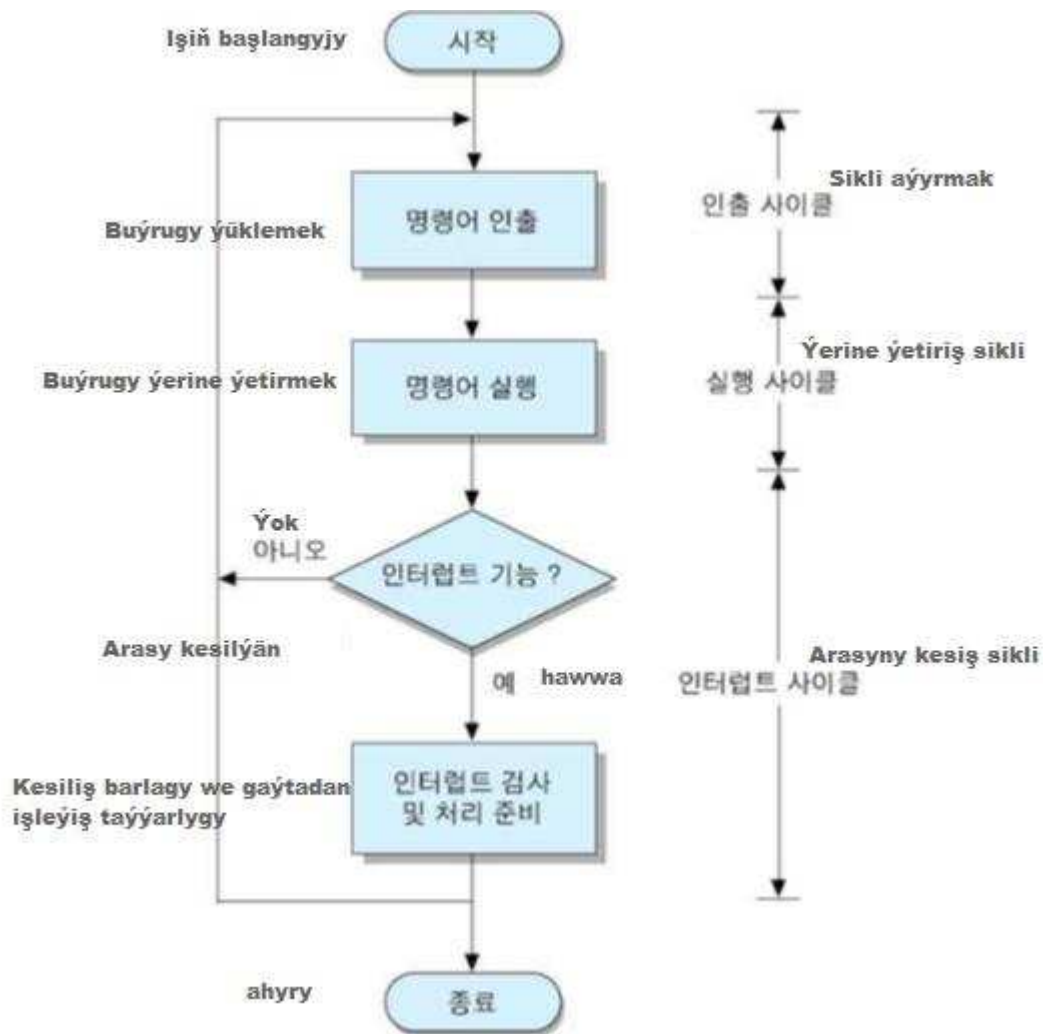 Işiň başlangyjy
시작
Buýrugy ýüklemek
명령어 인출
Sikli aýyrmak
인출 사이클
Buýrugy ýerine ýetirmek
명령어 실행
Ýerine ýetiriş sikli
실행 사이클
Ýok
아니오
인터럽트 기능 ?
Arasy kesilýän
예
hawwa
Arasyny kesiş sikli
인터럽트 사이클
Kesiliş barlagy we gaýtadan
işleýiş taýýarlygy
인터럽트 검사
및 처리 준비
ahyry
종료